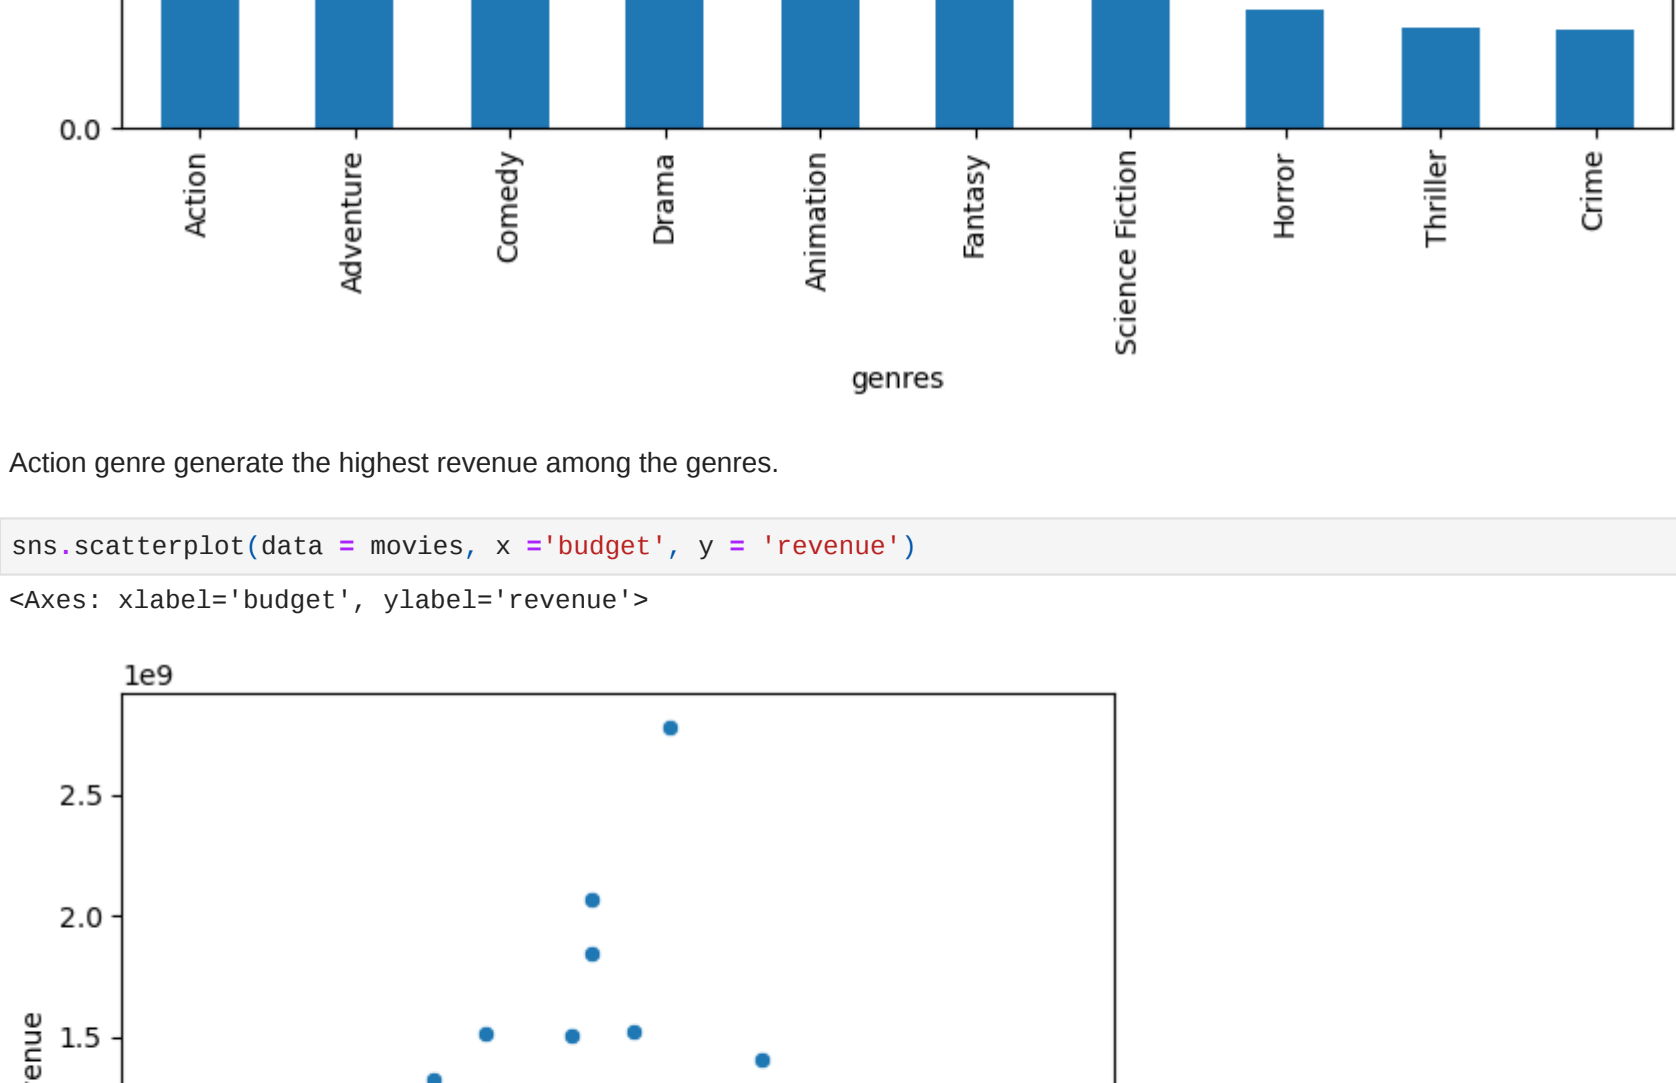 0.0
Action
Adventure
Comedy
Drama
Animation
Fantasy
Science Fiction
Horror
Thriller
Crime
genres
Action genre generate the highest revenue among the genres.
sns.scatterplot(data = movies, x ='budget', y = 'revenue')
<Axes: xlabel='budget', ylabel='revenue'>
1e9
2.5
2.0
1.5